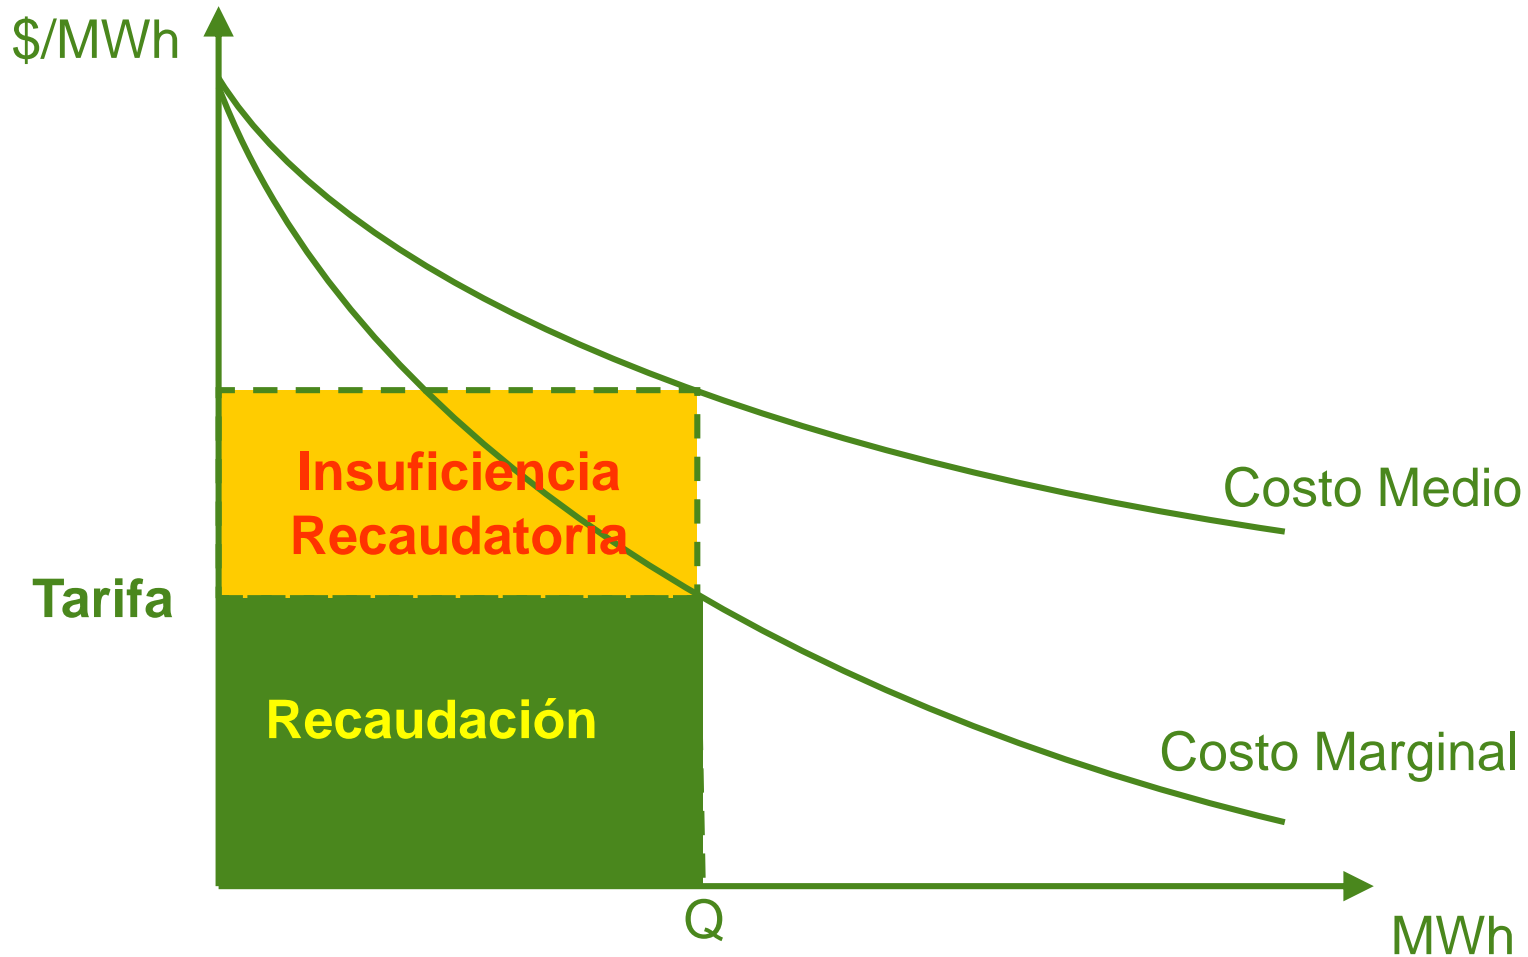 $/MWh
Insuficiencia
Recaudatoria
Costo Medio
Tarifa
Recaudación
Costo Marginal
Q
MWh